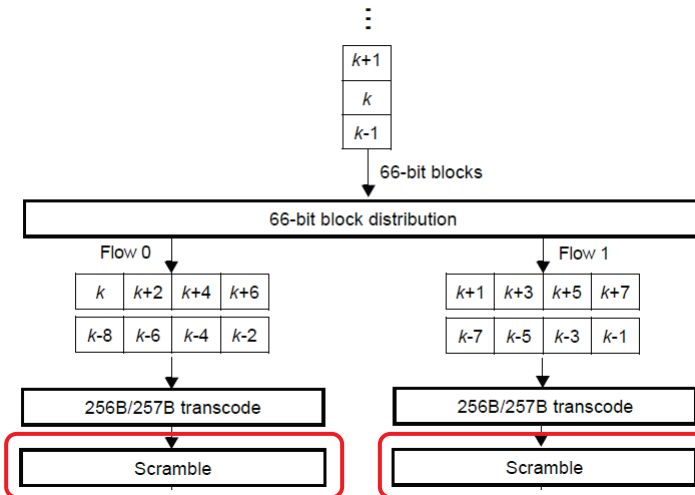 k+1
k
k-1
66-bit blocks
66-bit block distribution
Flow 0
Flow 1
k k+2 k+4 k+6
k+1 k+3 k+5 k+7
k-8 k-6 k-4 k-2
k-7 k-5 k-3 k-1
256B/257B transcode
256B/257B transcode
Scramble
Scramble